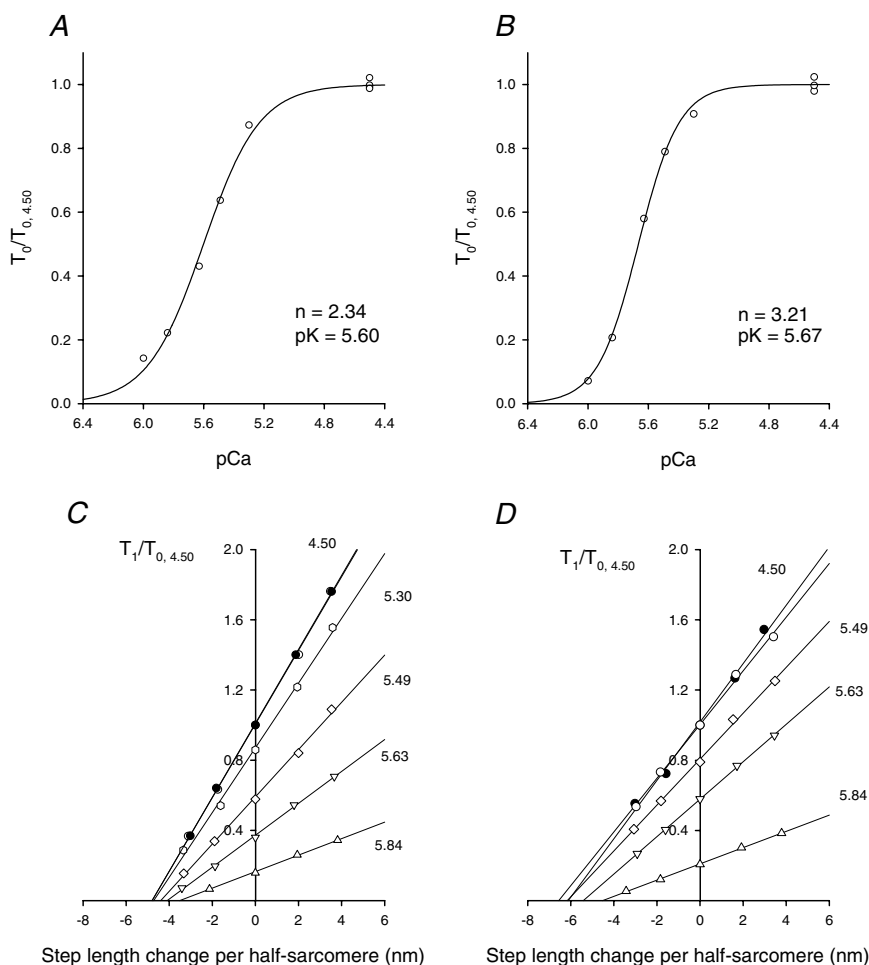 A
1.0
0.8
0.6
0.4
0.2
0.0
T0/T0, 4.50
n = 2.34
pK = 5.60
6.4 6.0 5.6 5.2 4.8 4.4
pCa
B
1.0
0.8
0.6
0.4
0.2
0.0
T0/T0, 4.50
n = 3.21
pK = 5.67
6.4 6.0 5.6 5.2 4.8 4.4
pCa
C
T1/T0, 4.50
2.0
1.6
1.2
0.8
0.4
4.50
5.30
5.49
5.63
5.84
-8 -6 -4 -2 0 2 4 6
Step length change per half-sarcomere (nm)
D
T1/T0, 4.50
2.0
1.6
1.2
0.8
0.4
4.50
5.49
5.63
5.84
-8 -6 -4 -2 0 2 4 6
Step length change per half-sarcomere (nm)